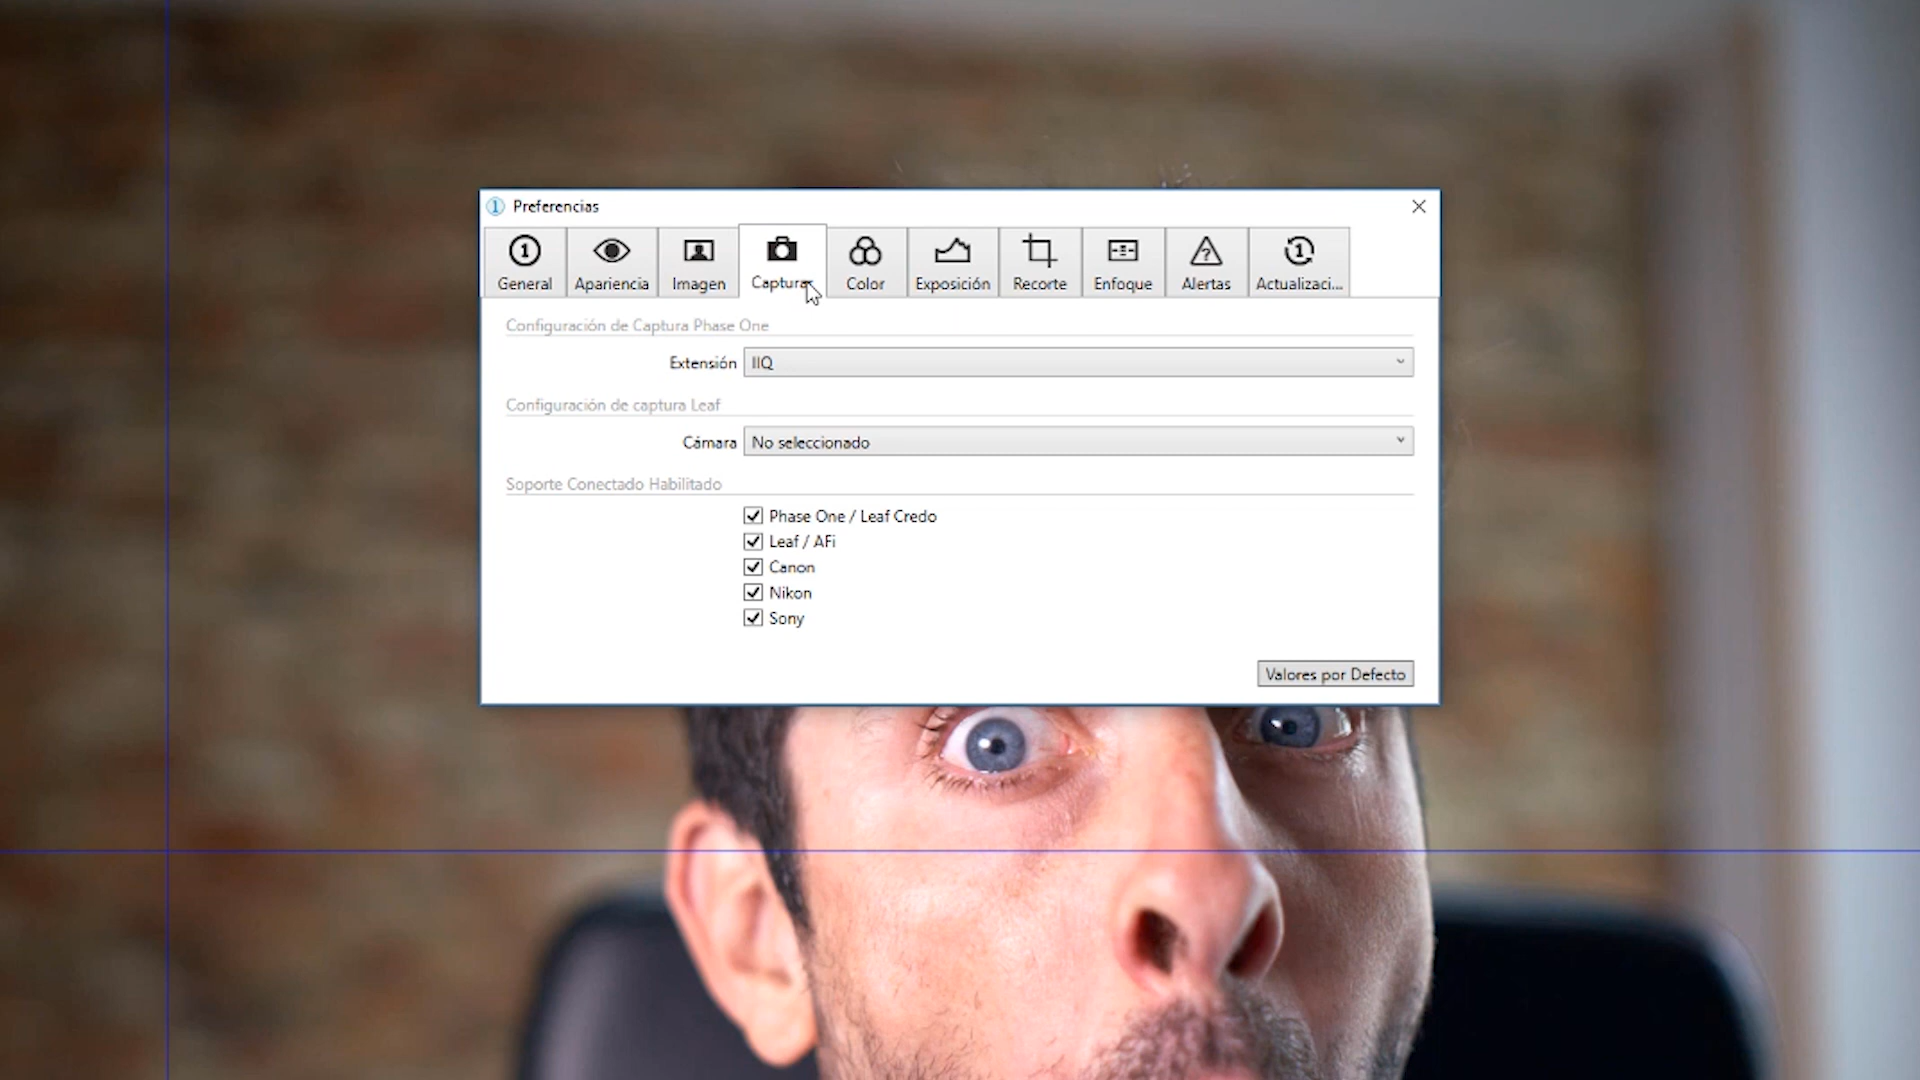 Preferencias
General
Apariencia
Imagen
Captura
Color
Exposición
Recorte
Enfoque
Alertas
Actualizaci...
Configuración de Captura Phase One
Extensión IIQ
Configuración de captura Leaf
Cámara No seleccionado
Soporte Conectado Habilitado
Phase One / Leaf Credo
Leaf / AFi
Canon
Nikon
Sony
Valores por Defecto